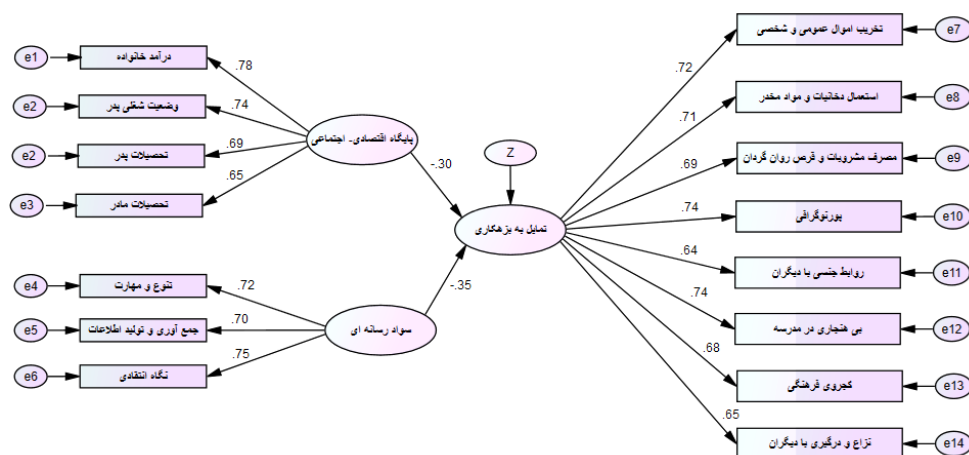 e1
درآمد خانواده
.78
e2
وضعیت شغلی پدر
.74
e2
تحصیلات پدر
.69
e3
تحصیلات مادر
.65
پایگاه اقتصادی- اجتماعی
-.30
e4
تنوع و مهارت
.72
e5
جمع آوری و تولید اطلاعات
.70
e6
نگاه انتقادی
.75
سواد رسانه ای
-.35
Z
تمایل به بزهکاری
.72
تخریب اموال عمومی و شخصی
e7
.71
استعمال دخانیات و مواد مخدر
e8
.69
مصرف مشروبات و قرص روان گردان
e9
.74
پورنوگرافی
e10
.64
روابط جنسی با دیگران
e11
.74
بی هنجاری در مدرسه
e12
.68
کجروی فرهنگی
e13
.65
نزاع و درگیری با دیگران
e14